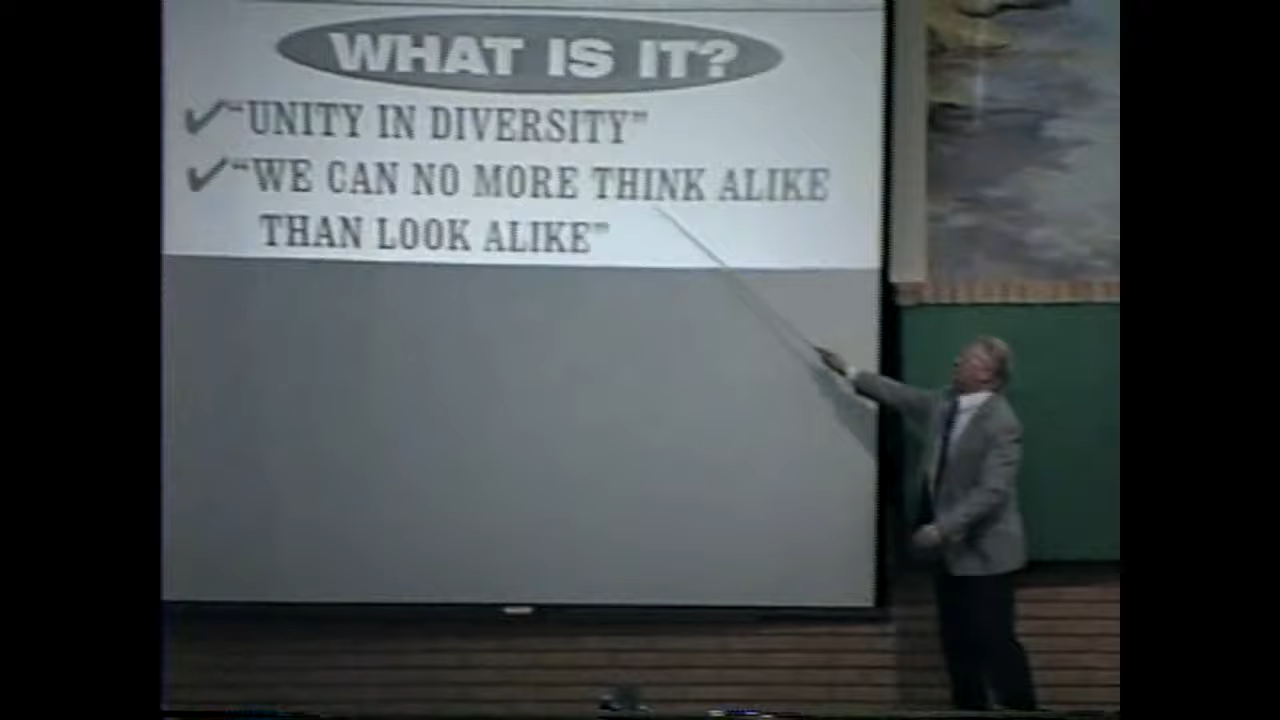 WHAT IS IT?
✔"UNITY IN DIVERSITY"
✔"WE CAN NO MORE THINK ALIKE
THAN LOOK ALIKE"